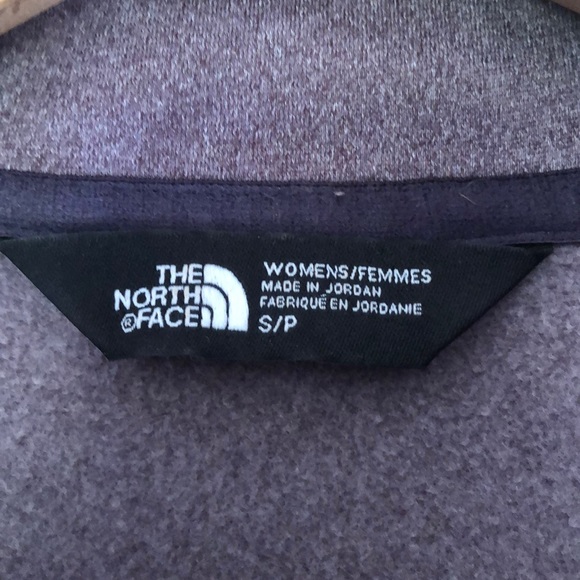 THE
NORTH
® FACE
WOMENS/FEMMES
MADE IN JORDAN
FABRIQUÉ EN JORDANIE
S/P